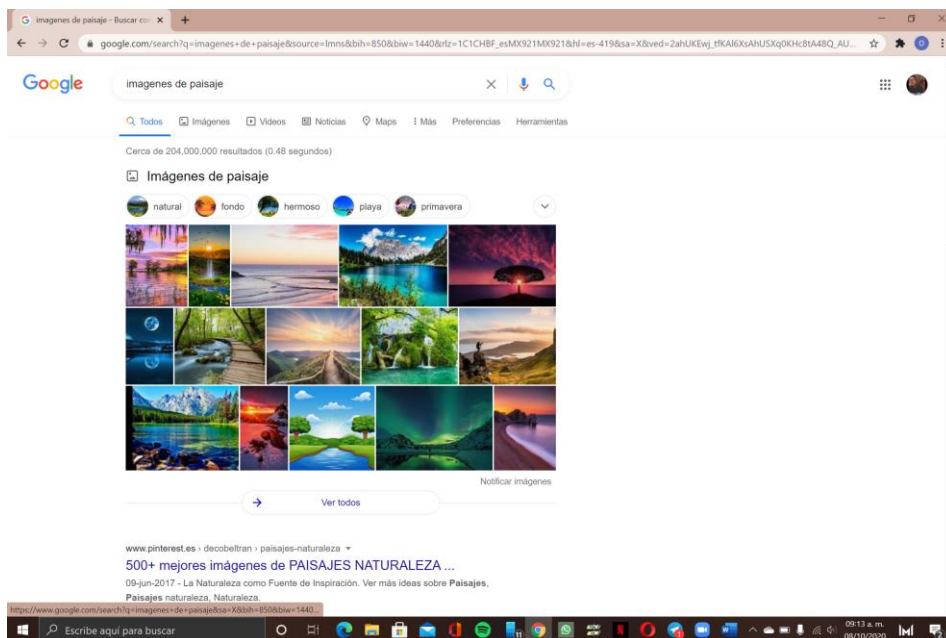 imagenes de paisaje - Buscar con
google.com/search?q=imagenes+de+paisaje&source=lmns&bih=850&biw=1440&rlz=1C1CHBF_esMX921MX921&hl=es-419&sa=X&ved=
Google
imagenes de paisaje
Todos Imágenes Videos Noticias Maps Más Preferencias Herramientas
Cerca de 204,000,000 resultados (0.48 segundos)
Imágenes de paisaje
natural fondo hermoso playa primavera
Notificar imágenes
Ver todos
www.pinterest.es › decobeltran › paisajes-naturaleza
500+ mejores imágenes de PAISAJES NATURALEZA ...
09-jun-2017 - La Naturaleza como Fuente de Inspiración. Ver más ideas sobre Paisajes,
Paisajes naturaleza, Naturaleza.
https://www.google.com/search?q=imagenes+de+paisaje&sa=X&bih=850&biw=1440...
Escribe aquí para buscar
09:13 a. m.
08/10/2020